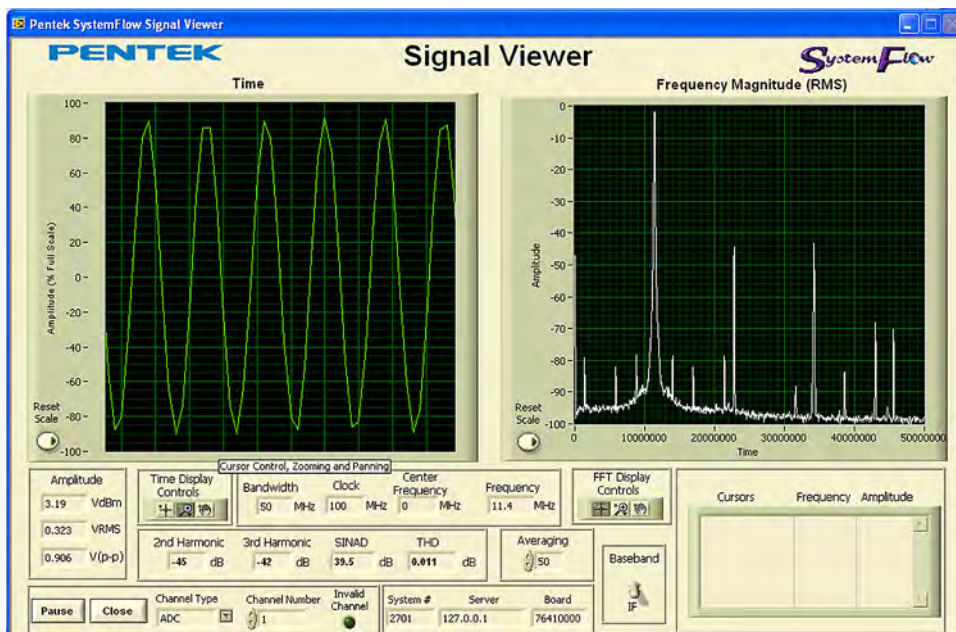 Pentek SystemFlow Signal Viewer
PENTEK
Signal Viewer
SystemFlow
Time
Frequency Magnitude (RMS)
Amplitude (% Full Scale)
100
80
60
40
20
0
-20
-40
-60
-80
-100
Reset Scale
Amplitude
0
-10
-20
-30
-40
-50
-60
-70
-80
-90
-100
0 10000000 20000000 30000000 40000000 50000000
Time
Reset Scale
Cursor Control, Zooming and Panning
Amplitude
3.19 VdBm
0.323 VRMS
0.906 V(p-p)
Time Display Controls
Bandwidth
50 MHz
Clock
100 MHz
Center Frequency
0 MHz
Frequency
11.4 MHz
FFT Display Controls
Cursors Frequency Amplitude
2nd Harmonic
-45 dB
3rd Harmonic
-42 dB
SINAD
39.5 dB
THD
0.011 dB
Averaging
50
Baseband
IF
Pause
Close
Channel Type
ADC
Channel Number
1
Invalid Channel
System #
2701
Server
127.0.0.1
Board
76410000